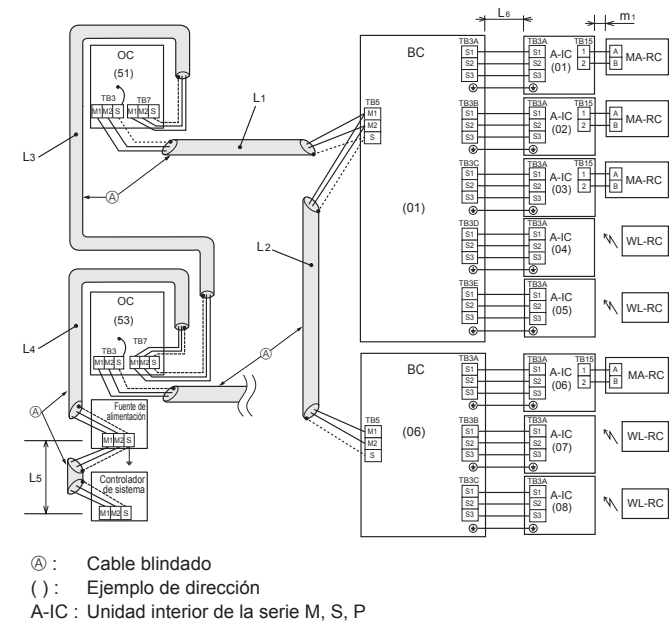 L6
m1
OC
(51)
TB3
TB7
M1 M2 S
M1 M2 S
L3
L1
Ⓐ
L2
OC
(53)
TB3
TB7
M1 M2 S
M1 M2 S
L4
Ⓐ
Ⓐ
Fuente de
alimentación
M1 M2 S
L5
Controlador
de sistema
M1 M2 S
BC
(01)
TB5
M1
M2
S
TB3A
S1
S2
S3
TB3A
S1
S2
S3
A-IC
(01)
TB15
1
2
A
B
MA-RC
TB3B
S1
S2
S3
TB3A
S1
S2
S3
A-IC
(02)
TB15
1
2
A
B
MA-RC
TB3C
S1
S2
S3
TB3A
S1
S2
S3
A-IC
(03)
TB15
1
2
A
B
MA-RC
TB3D
S1
S2
S3
TB3A
S1
S2
S3
A-IC
(04)
WL-RC
TB3E
S1
S2
S3
TB3A
S1
S2
S3
A-IC
(05)
WL-RC
BC
(06)
TB5
M1
M2
S
TB3A
S1
S2
S3
TB3A
S1
S2
S3
A-IC
(06)
TB15
1
2
A
B
MA-RC
TB3B
S1
S2
S3
TB3A
S1
S2
S3
A-IC
(07)
WL-RC
TB3C
S1
S2
S3
TB3A
S1
S2
S3
A-IC
(08)
WL-RC
Ⓐ : Cable blindado
( ) : Ejemplo de dirección
A-IC : Unidad interior de la serie M, S, P